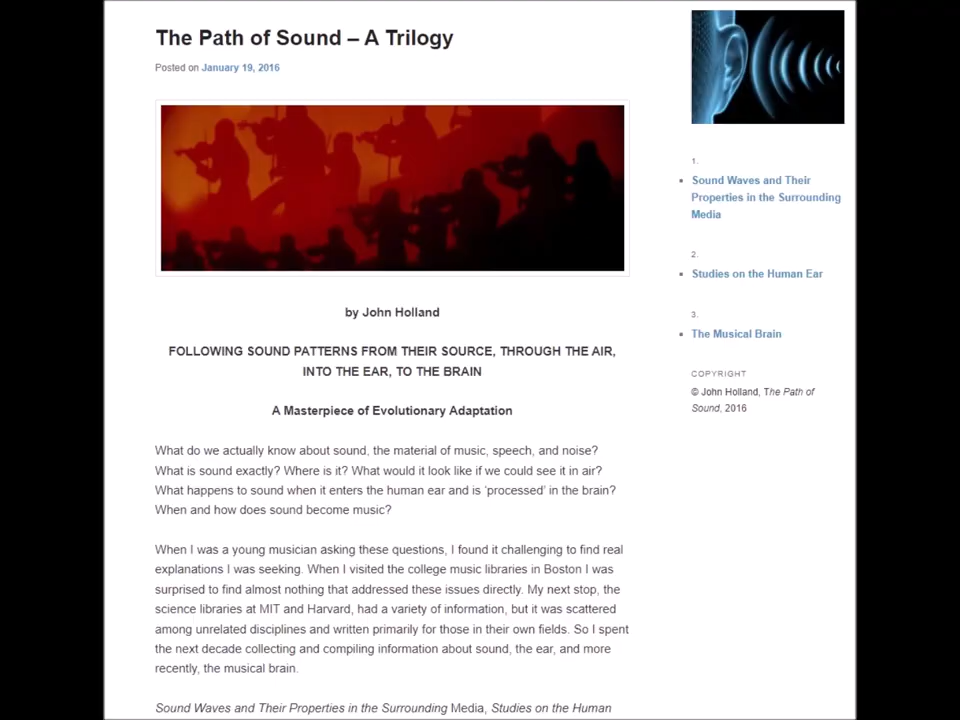 The Path of Sound – A Trilogy
Posted on January 19, 2016
by John Holland
FOLLOWING SOUND PATTERNS FROM THEIR SOURCE, THROUGH THE AIR,
INTO THE EAR, TO THE BRAIN
A Masterpiece of Evolutionary Adaptation
What do we actually know about sound, the material of music, speech, and noise?
What is sound exactly? Where is it? What would it look like if we could see it in air?
What happens to sound when it enters the human ear and is ‘processed’ in the brain?
When and how does sound become music?
When I was a young musician asking these questions, I found it challenging to find real
explanations I was seeking. When I visited the college music libraries in Boston I was
surprised to find almost nothing that addressed these issues directly. My next stop, the
science libraries at MIT and Harvard, had a variety of information, but it was scattered
among unrelated disciplines and written primarily for those in their own fields. So I spent
the next decade collecting and compiling information about sound, the ear, and more
recently, the musical brain.
Sound Waves and Their Properties in the Surrounding Media, Studies on the Human
1.
Sound Waves and Their
Properties in the Surrounding
Media
2.
Studies on the Human Ear
3.
The Musical Brain
COPYRIGHT
© John Holland, The Path of
Sound, 2016